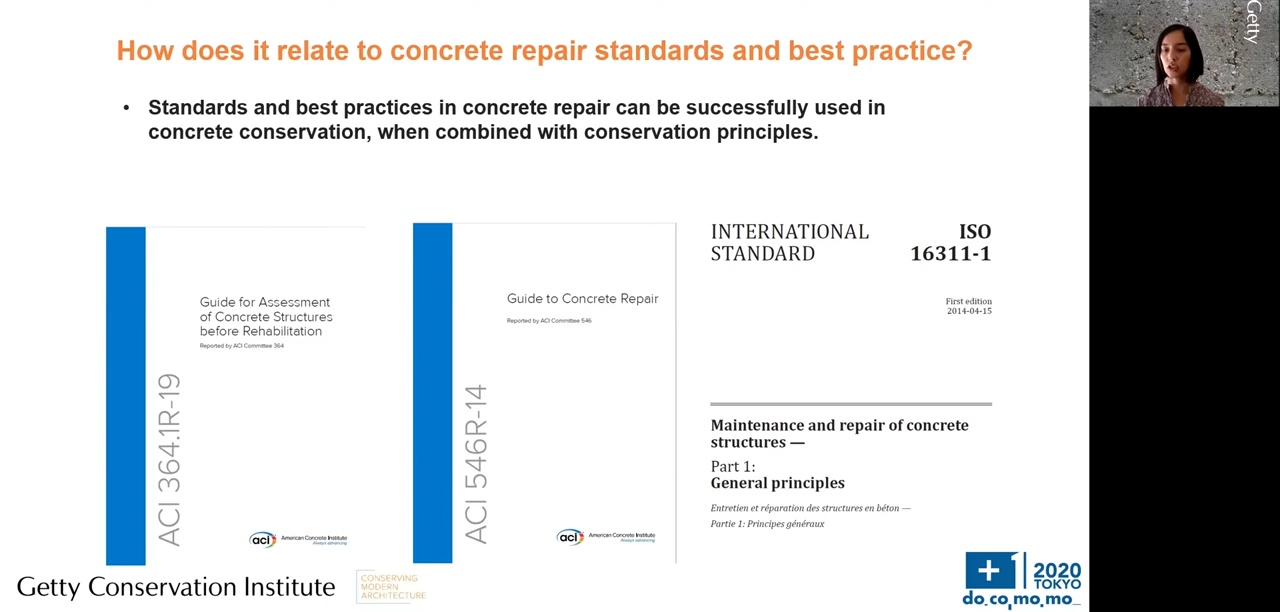 How does it relate to concrete repair standards and best practice?
• Standards and best practices in concrete repair can be successfully used in
concrete conservation, when combined with conservation principles.
Guide for Assessment
of Concrete Structures
before Rehabilitation
Reported by ACI Committee 364
ACI 364.1R-19
aci American Concrete Institute
Always advancing
Guide to Concrete Repair
Reported by ACI Committee 546
ACI 546R-14
aci American Concrete Institute
Always advancing
INTERNATIONAL
STANDARD
ISO
16311-1
First edition
2014-04-15
Maintenance and repair of concrete
structures —
Part 1:
General principles
Entretien et réparation des structures en béton —
Partie 1: Principes généraux
Getty Conservation Institute
CONSERVING
MODERN
ARCHITECTURE
+1 2020
TOKYO
do_co,mo.mo_
Getty